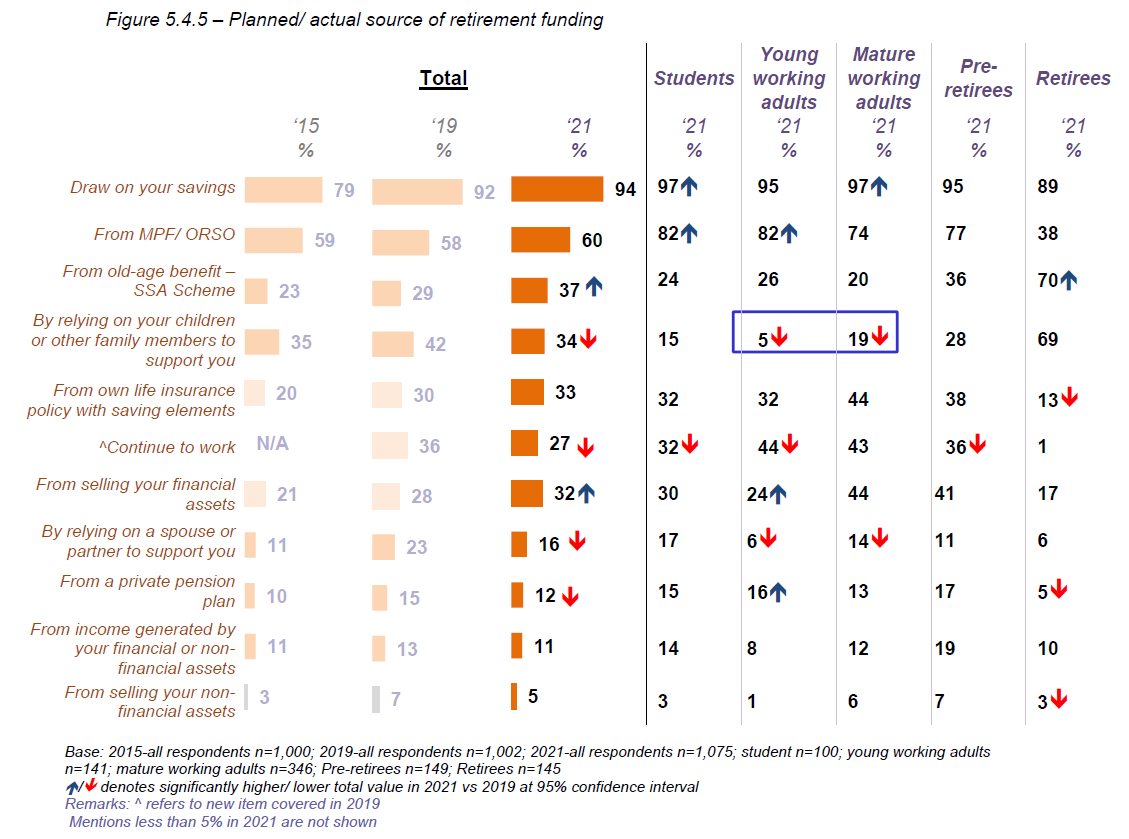 Figure 5.4.5 – Planned/ actual source of retirement funding
Total
Students
Young working adults
Mature working adults
Pre-retirees
Retirees
‘15 ‘19 ‘21 ‘21 ‘21 ‘21 ‘21 ‘21
% % % % % % % %
Draw on your savings 79 92 94 97 95 97 95 89
From MPF/ ORSO 59 58 60 82 82 74 77 38
From old-age benefit –
SSA Scheme 23 29 37 24 26 20 36 70
By relying on your children
or other family members to
support you 35 42 34 15 5 19 28 69
From own life insurance
policy with saving elements 20 30 33 32 32 44 38 13
^Continue to work N/A 36 27 32 44 43 36 1
From selling your financial
assets 21 28 32 30 24 44 41 17
By relying on a spouse or
partner to support you 11 23 16 17 6 14 11 6
From a private pension
plan 10 15 12 15 16 13 17 5
From income generated by
your financial or non-
financial assets 11 13 11 14 8 12 19 10
From selling your non-
financial assets 3 7 5 3 1 6 7 3
Base: 2015-all respondents n=1,000; 2019-all respondents n=1,002; 2021-all respondents n=1,075; student n=100; young working adults
n=141; mature working adults n=346; Pre-retirees n=149; Retirees n=145
/ denotes significantly higher/ lower total value in 2021 vs 2019 at 95% confidence interval
Remarks: ^ refers to new item covered in 2019
Mentions less than 5% in 2021 are not shown